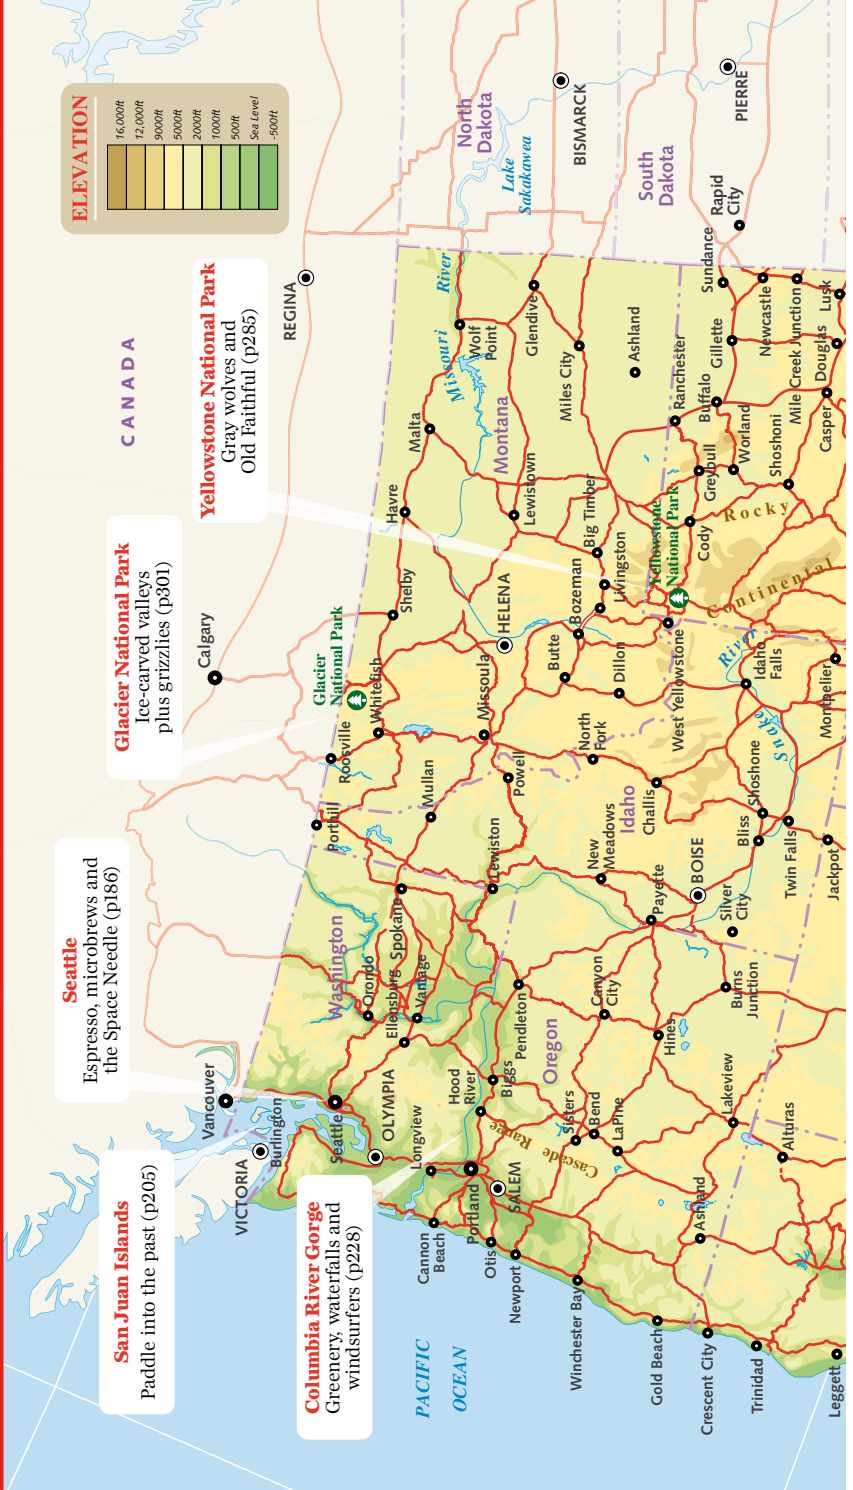 San Juan Islands
Paddle into the past (p205)
Seattle
Espresso, microbrews and
the Space Needle (p186)
Glacier National Park
Ice-carved valleys
plus grizzlies (p301)
Yellowstone National Park
Gray wolves and
Old Faithful (p285)
Columbia River Gorge
Greenery, waterfalls and
windsurfers (p228)
ELEVATION
16,000ft
12,000ft
9000ft
5000ft
2000ft
1000ft
500ft
Sea Level
-500ft
CANADA
Vancouver
VICTORIA
Calgary
REGINA
PACIFIC
OCEAN
Burlington
Seattle
OLYMPIA
Longview
Washington
Orondo
Ellensburg
Vantage
Spokane
Cannon
Beach
Portland
Hood
River
Biggs
Pendleton
Otis
SALEM
Newport
Oregon
Cascade Range
Sisters
Bend
LaPine
Canyon
City
Hines
Burns
Junction
Winchester Bay
Gold Beach
Ashland
Lakeview
Crescent City
Trinidad
Alturas
Leggett
Porthill
Roosville
Glacier
National Park
Whitefish
Mullan
Lewiston
Powell
Missoula
Idaho
New
Meadows
North
Fork
Challis
Payette
BOISE
Silver
City
Bliss
Shoshone
Twin Falls
Jackpot
Snake
River
Idaho
Falls
Montpelier
Shelby
Havre
Malta
Wolf
Point
Missouri
River
Montana
HELENA
Lewistown
Glendive
Miles City
Ashland
Butte
Bozeman
Big Timber
Livingston
Dillon
West Yellowstone
Yellowstone
National Park
Cody
Greybull
Worland
Ranchester
Buffalo
Gillette
Sundance
Newcastle
Mile Creek Junction
Shoshoni
Casper
Douglas
Lusk
Rocky
Continental
North
Dakota
Lake
Sakakawea
BISMARCK
South
Dakota
Rapid
City
PIERRE